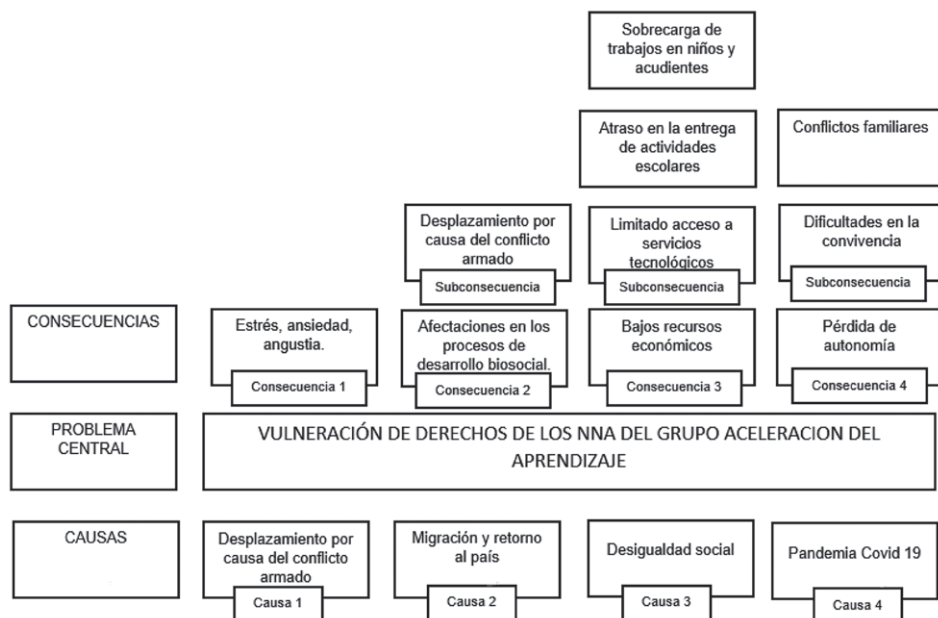 Sobrecarga de
trabajos en niños y
acudientes
Atraso en la entrega
de actividades
escolares
Conflictos familiares
Desplazamiento por
causa del conflicto
armado
Subconsecuencia
Limitado acceso a
servicios
tecnológicos
Subconsecuencia
Dificultades en la
convivencia
Subconsecuencia
CONSECUENCIAS
Estrés, ansiedad,
angustia.
Consecuencia 1
Afectaciones en los
procesos de
desarrollo biosocial.
Consecuencia 2
Bajos recursos
económicos
Consecuencia 3
Pérdida de
autonomía
Consecuencia 4
PROBLEMA
CENTRAL
VULNERACIÓN DE DERECHOS DE LOS NNA DEL GRUPO ACELERACION DEL
APRENDIZAJE
CAUSAS
Desplazamiento por
causa del conflicto
armado
Causa 1
Migración y retorno
al país
Causa 2
Desigualdad social
Causa 3
Pandemia Covid 19
Causa 4